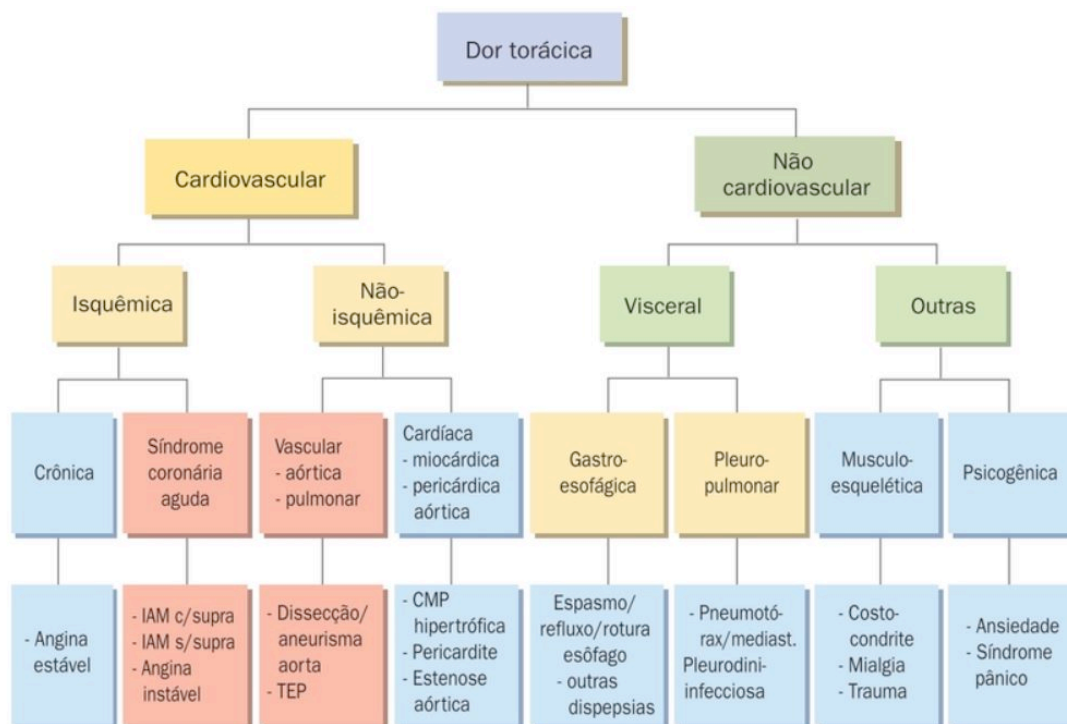 Dor torácica
Cardiovascular
Não
cardiovascular
Isquêmica
Não-
isquêmica
Visceral
Outras
Crônica
Síndrome
coronária
aguda
Vascular
- aórtica
- pulmonar
Cardíaca
- miocárdica
- pericárdica
aórtica
Gastro-
esofágica
Pleuro-
pulmonar
Musculo-
esquelética
Psicogênica
- Angina
estável
- IAM c/supra
- IAM s/supra
- Angina
instável
- Dissecção/
aneurisma
aorta
- TEP
- CMP
hipertrófica
- Pericardite
- Estenose
aórtica
Espasmo/
refluxo/rotura
esôfago
- outras
dispepsias
- Pneumotó-
rax/mediast.
Pleurodini-
infecciosa
- Costo-
condrite
- Mialgia
- Trauma
- Ansiedade
- Síndrome
pânico